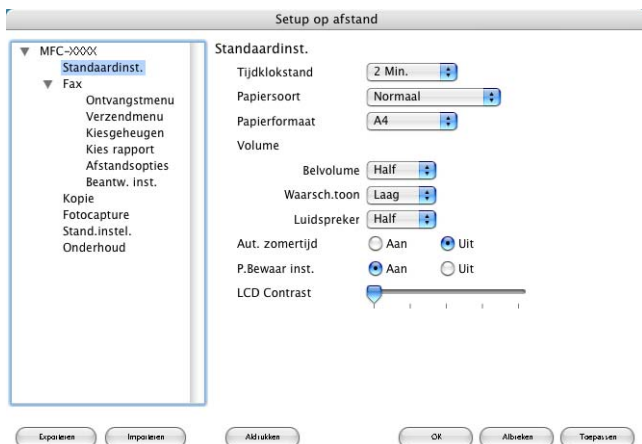 Setup op afstand
MFC-XXXX
Standaardinst.
Fax
Ontvangstmenu
Verzendmenu
Kiesgeheugen
Kies rapport
Afstandsopties
Beantw. inst.
Kopie
Fotocapture
Stand.instel.
Onderhoud
Standaardinst.
Tijdklokstand 2 Min.
Papiersoort Normaal
Papierformaat A4
Volume
Belvolume Half
Waarsch.toon Laag
Luidspreker Half
Aut. zomertijd Aan Uit
P.Bewaar inst. Aan Uit
LCD Contrast
Exporteren Importeren Afdrukken OK Afbreken Toepassen